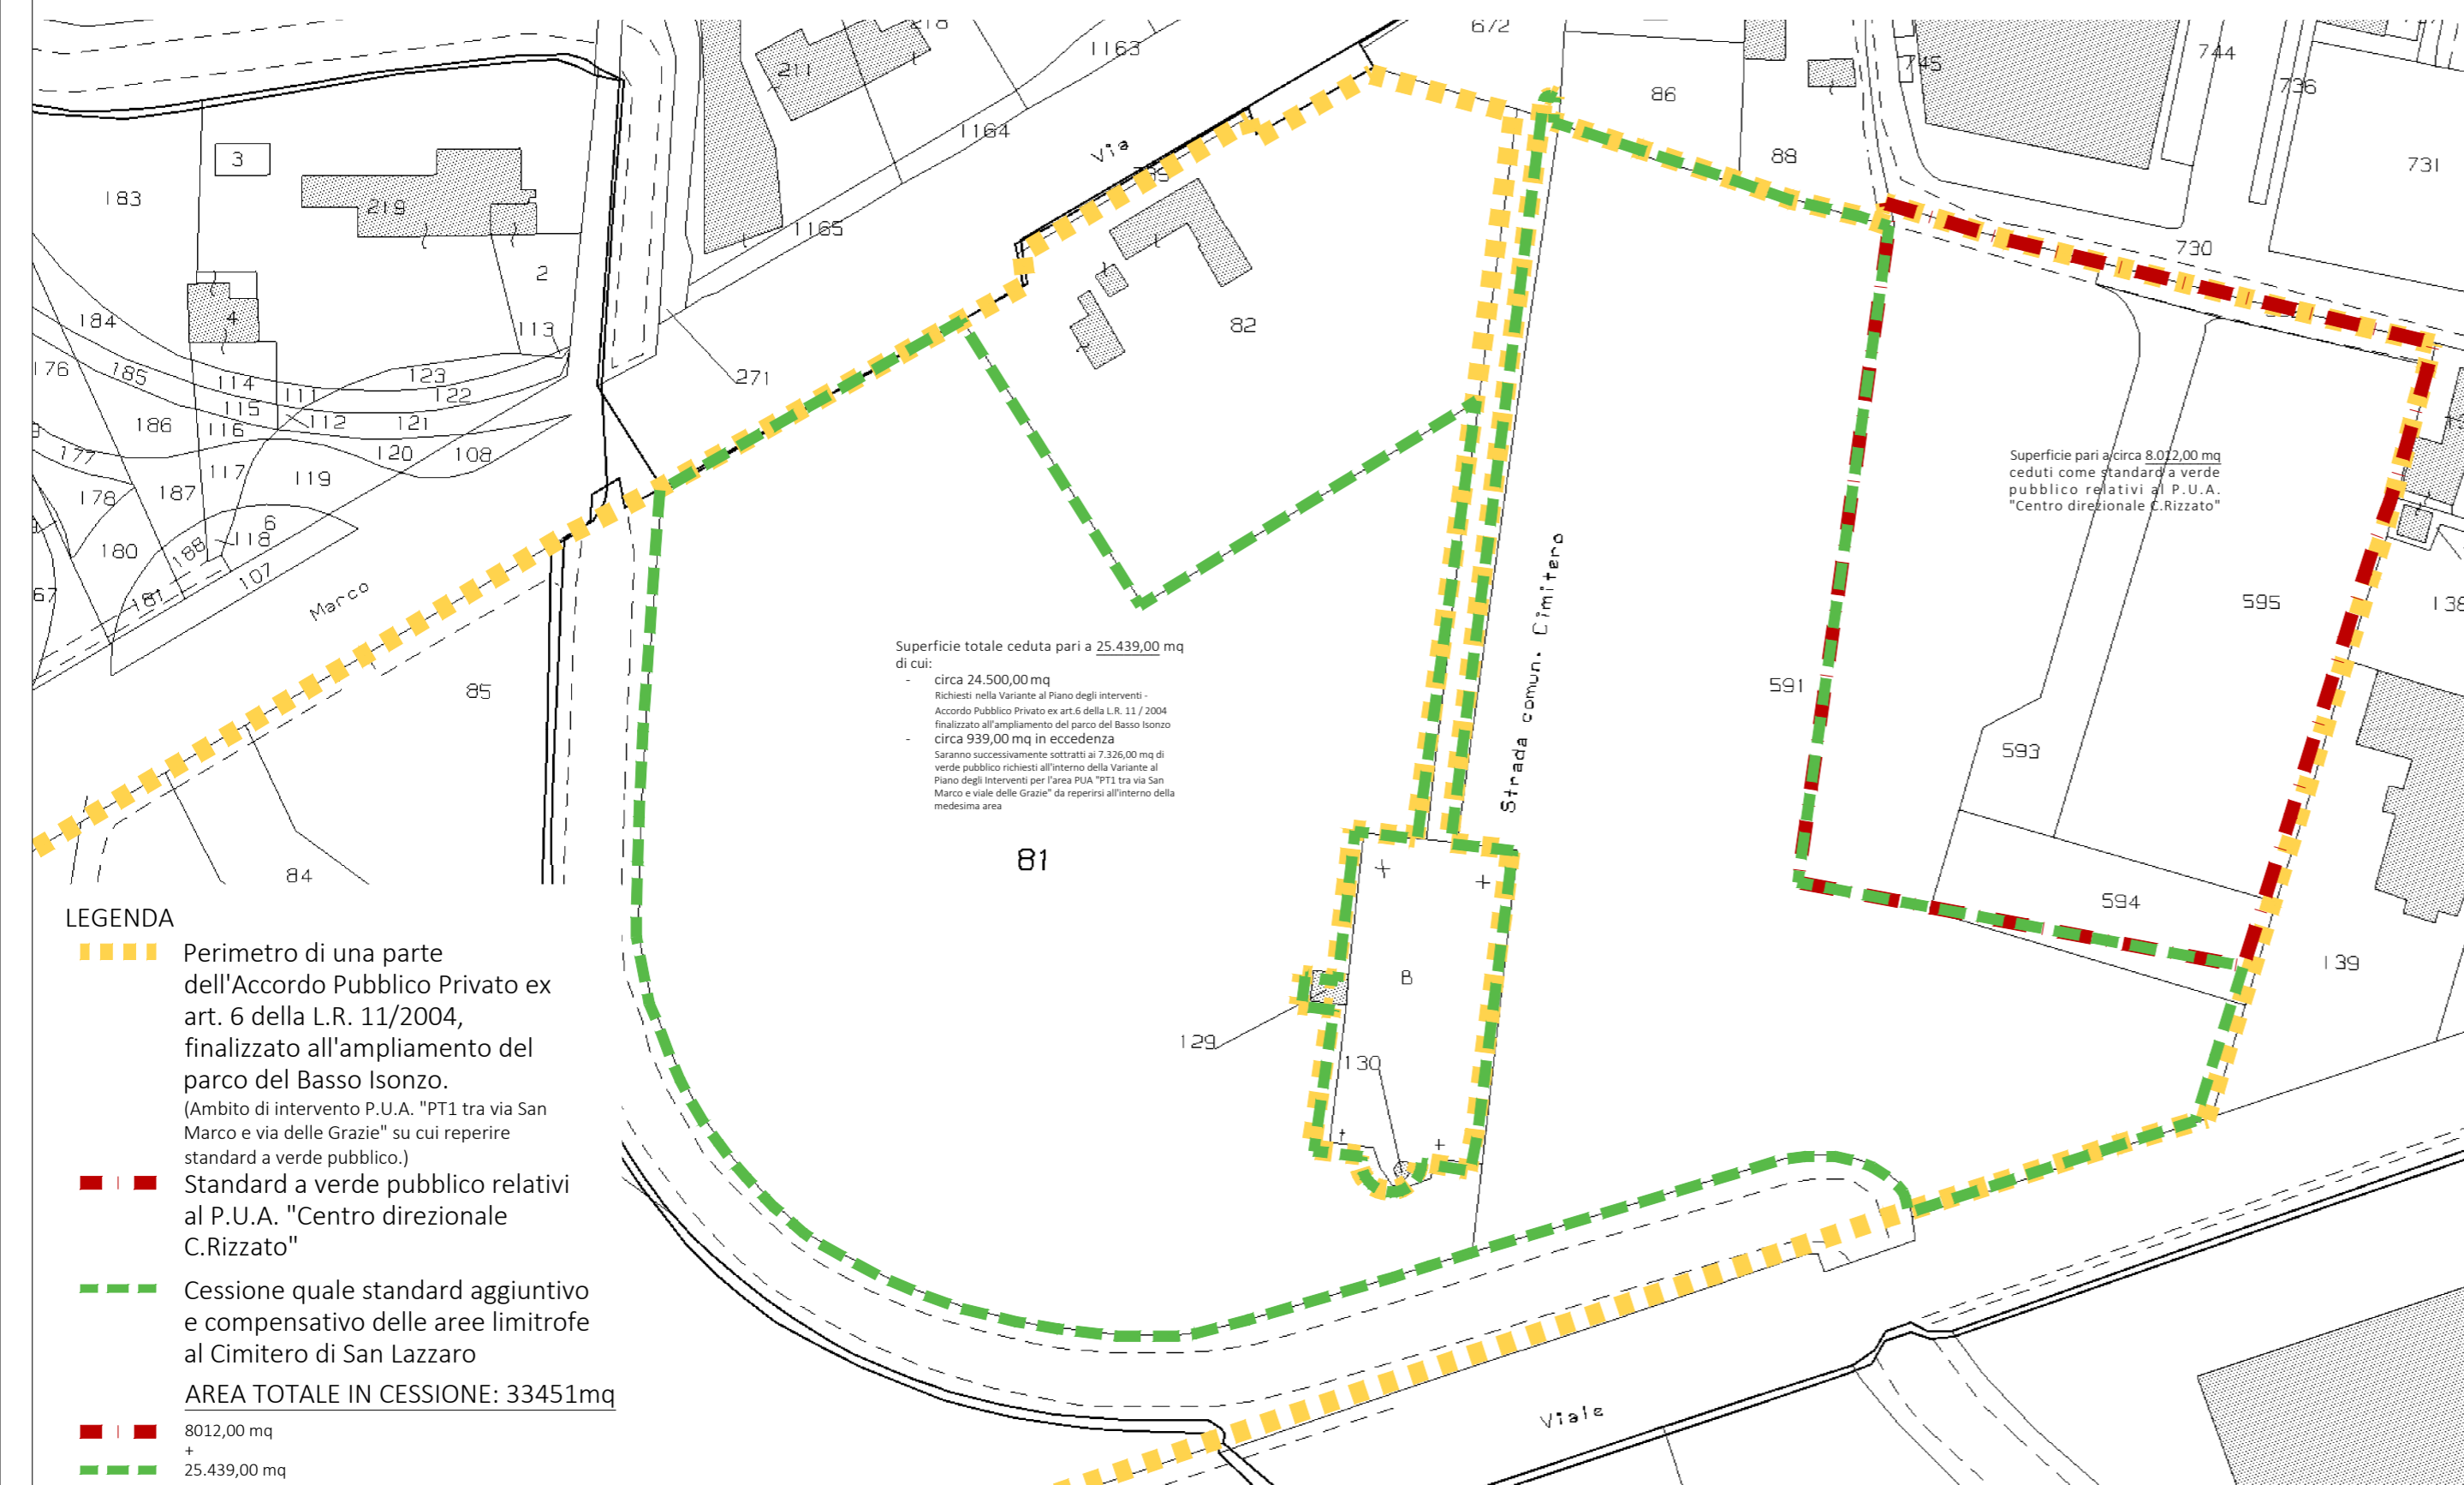 218
672
1163
211
745
744
736
86
1164
Via
3
88
731
183
219
1165
730
2
184
4
113
82
176
185
114
123
271
111
122
115
186
116
112
121
177
120
108
117
119
178
187
6
180
188
118
107
181
67
Marco
85
84
Superficie pari a circa 8.012,00 mq
ceduti come standard a verde
pubblico relativi al P.U.A.
"Centro direzionale C.Rizzato"
595
138
591
593
594
139
Strada comun. Cimitero
Superficie totale ceduta pari a 25.439,00 mq
di cui:
- circa 24.500,00 mq
Richiesti nella Variante al Piano degli interventi -
Accordo Pubblico Privato ex art.6 della L.R. 11 / 2004
finalizzato all'ampliamento del parco del Basso Isonzo
- circa 939,00 mq in eccedenza
Saranno successivamente sottratti ai 7.326,00 mq di
verde pubblico richiesti all'interno della Variante al
Piano degli Interventi per l'area PUA "PT1 tra via San
Marco e viale delle Grazie" da reperirsi all'interno della
medesima area
81
B
129
130
Viale
LEGENDA
Perimetro di una parte
dell'Accordo Pubblico Privato ex
art. 6 della L.R. 11/2004,
finalizzato all'ampliamento del
parco del Basso Isonzo.
(Ambito di intervento P.U.A. "PT1 tra via San
Marco e via delle Grazie" su cui reperire
standard a verde pubblico.)
Standard a verde pubblico relativi
al P.U.A. "Centro direzionale
C.Rizzato"
Cessione quale standard aggiuntivo
e compensativo delle aree limitrofe
al Cimitero di San Lazzaro
AREA TOTALE IN CESSIONE: 33451mq
8012,00 mq
+
25.439,00 mq